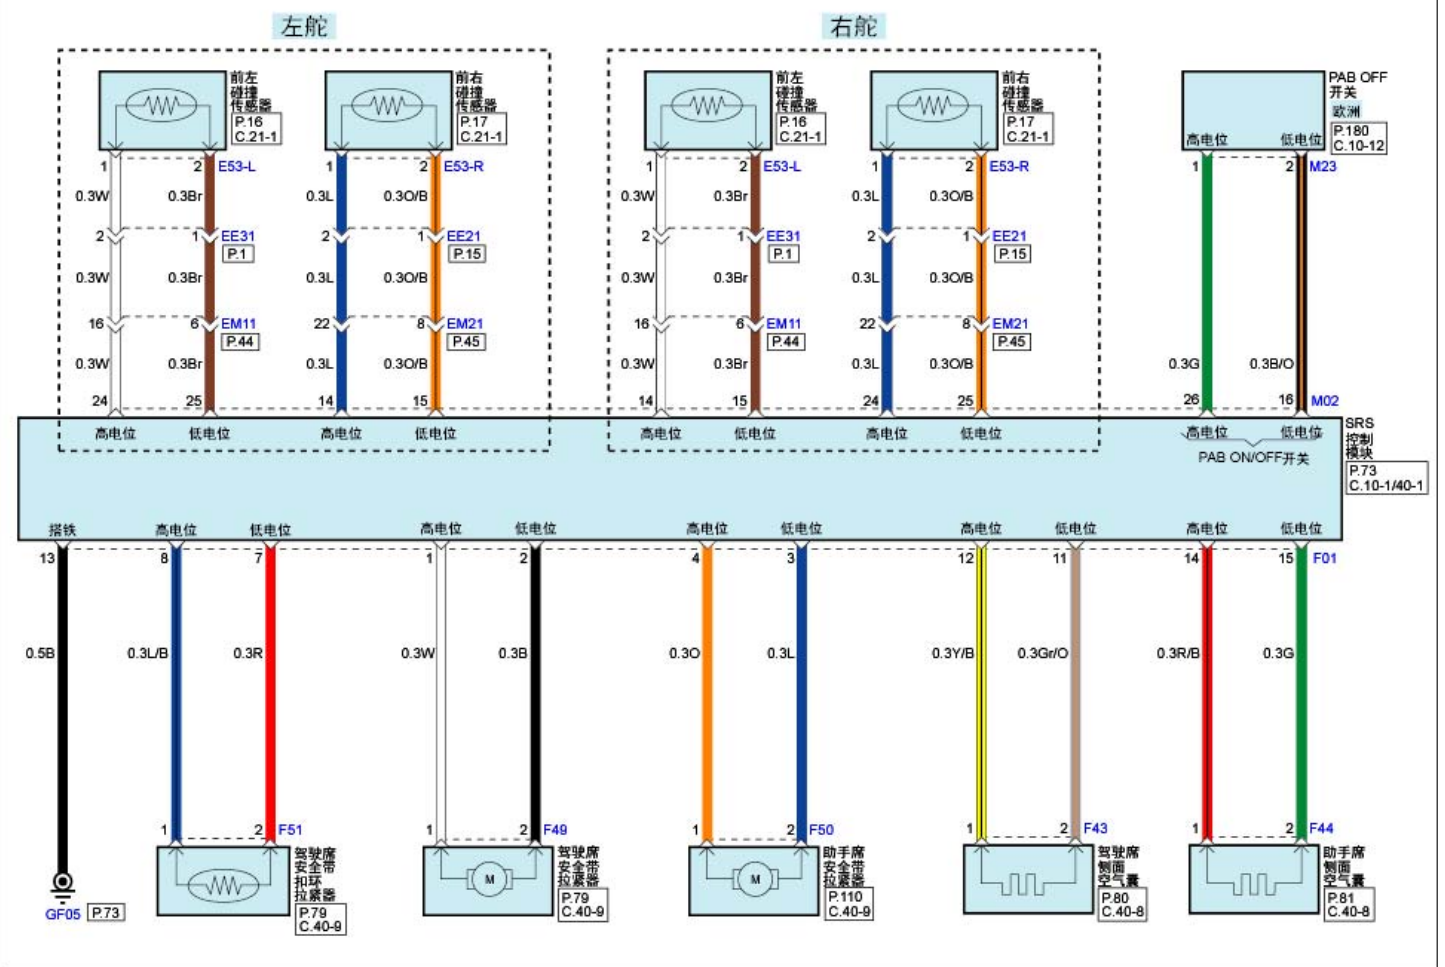 左舵
右舵
前左
碰撞
传感器
P.16
C.21-1
前右
碰撞
传感器
P.17
C.21-1
前左
碰撞
传感器
P.16
C.21-1
前右
碰撞
传感器
P.17
C.21-1
PAB OFF
开关
欧洲
P.180
C.10-12
高电位 低电位
1 2 E53-L 1 2 E53-R 1 2 E53-L 1 2 E53-R 1 2 M23
0.3W 0.3Br 0.3L 0.3O/B 0.3W 0.3Br 0.3L 0.3O/B
2 1 EE31 2 1 EE21 2 1 EE31 2 1 EE21
P.1 P.15 P.1 P.15
0.3W 0.3Br 0.3L 0.3O/B 0.3W 0.3Br 0.3L 0.3O/B
16 6 EM11 22 8 EM21 16 6 EM11 22 8 EM21
P.44 P.45 P.44 P.45
0.3W 0.3Br 0.3L 0.3O/B 0.3W 0.3Br 0.3L 0.3O/B 0.3G 0.3B/O
24 25 14 15 14 15 24 25 26 16 M02
高电位 低电位 高电位 低电位 高电位 低电位 高电位 低电位 高电位 低电位
PAB ON/OFF开关
SRS
控制
模块
P.73
C.10-1/40-1
搭铁 高电位 低电位 高电位 低电位 高电位 低电位 高电位 低电位 高电位 低电位
13 8 7 1 2 4 3 12 11 14 15 F01
0.5B 0.3L/B 0.3R 0.3W 0.3B 0.3O 0.3L 0.3Y/B 0.3Gr/O 0.3R/B 0.3G
1 2 F51 1 2 F49 1 2 F50 1 2 F43 1 2 F44
GF05 P.73
驾驶席
安全带
扣环
拉紧器
P.79
C.40-9
M
驾驶席
安全带
拉紧器
P.79
C.40-9
M
助手席
安全带
拉紧器
P.110
C.40-9
驾驶席
侧面
空气囊
P.80
C.40-8
助手席
侧面
空气囊
P.81
C.40-8